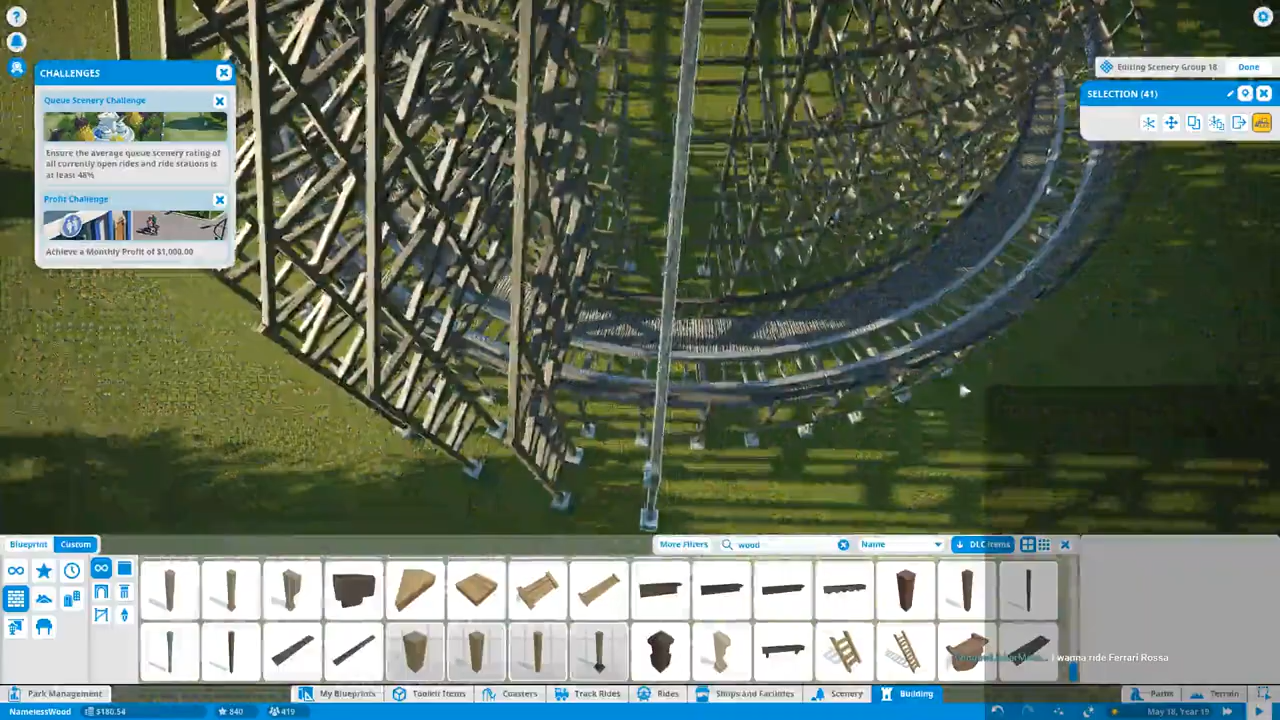 CHALLENGES
Queue Scenery Challenge
Ensure the average queue scenery rating of
all currently open rides and ride stations is
at least 48%
Profit Challenge
Achieve a Monthly Profit of $1,000.00
Editing Scenery Group 18
Done
SELECTION (41)
Blueprint Custom
More Filters
wood
Name
DLC Items
i wanna ride Ferrari Rossa
Park Management
My Blueprints
Toolkit Items
Coasters
Track Rides
Rides
Shops and Facilities
Scenery
Building
Paths
Terrain
NamelessWood
$180.54
840
419
May 18, Year 19